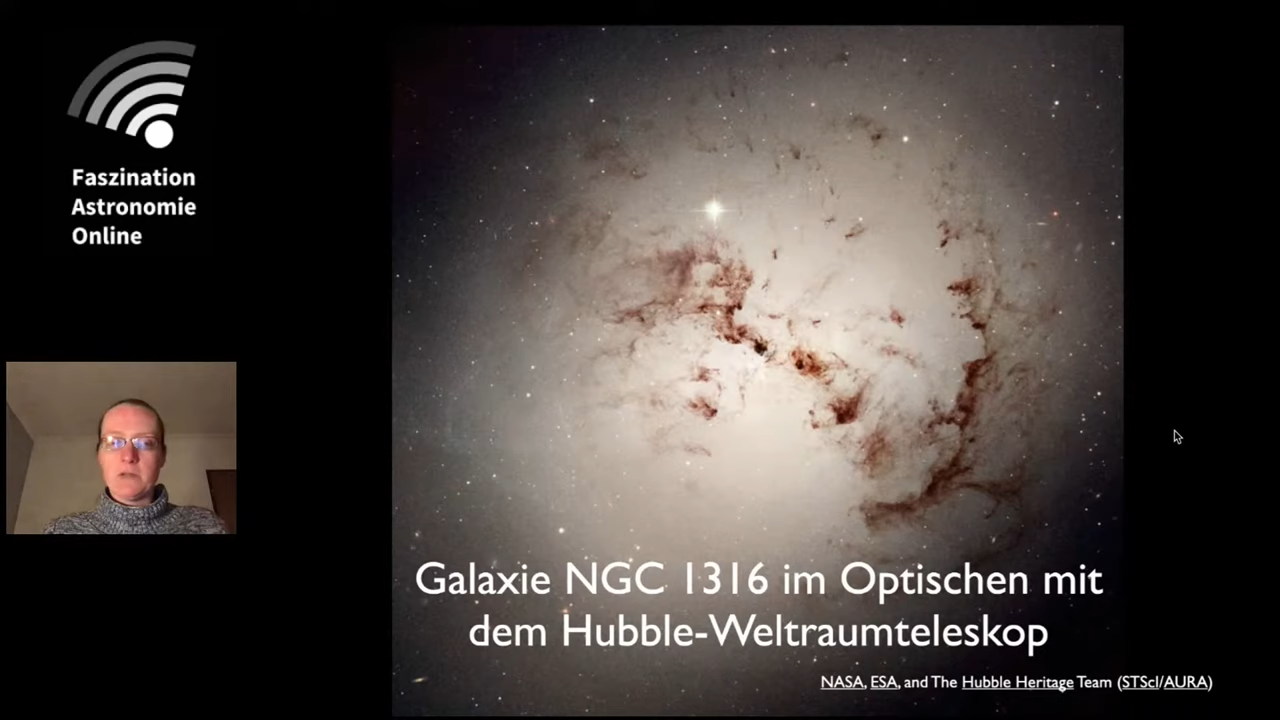 Faszination
Astronomie
Online
Galaxie NGC 1316 im Optischen mit
dem Hubble-Weltraumteleskop
NASA, ESA, and The Hubble Heritage Team (STScI/AURA)